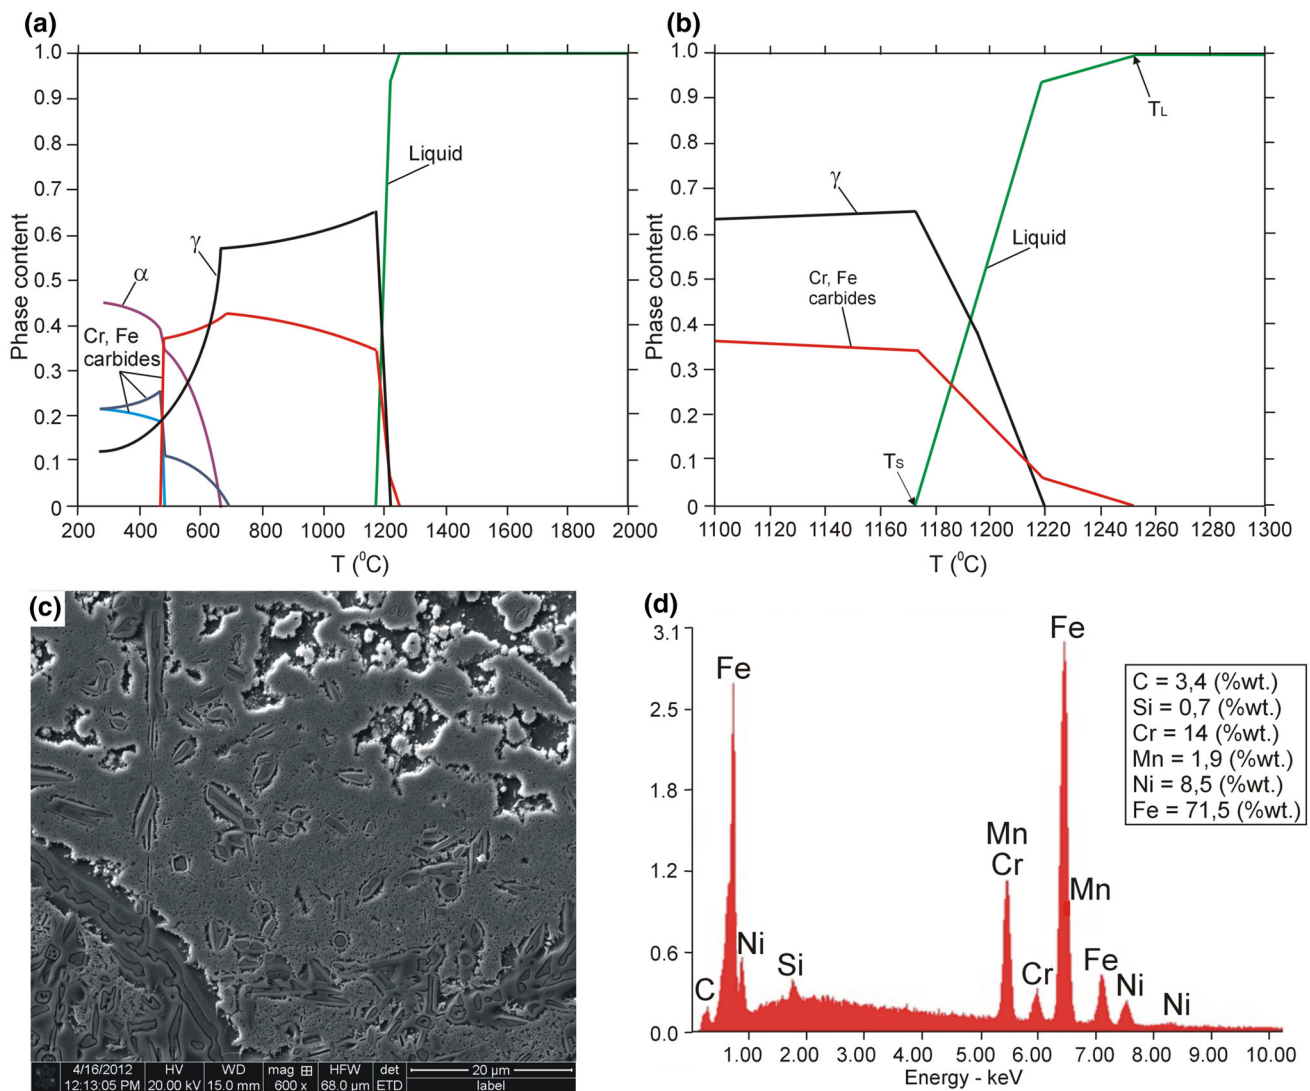 (a)
1.0
0.9
0.8
0.7
0.6
0.5
0.4
0.3
0.2
0.1
0
Phase content
Liquid
γ
α
Cr, Fe
carbides
200 400 600 800 1000 1200 1400 1600 1800 2000
T (⁰C)
(b)
1.0
0.9
0.8
0.7
0.6
0.5
0.4
0.3
0.2
0.1
0
Phase content
TL
γ
Liquid
Cr, Fe
carbides
TS
1100 1120 1140 1160 1180 1200 1220 1240 1260 1280 1300
T (⁰C)
(c)
4/16/2012 HV WD mag HFW det 20 µm
12:13:05 PM 20.00 kV 15.0 mm 600 x 68.0 µm ETD label
(d)
3.1
2.5
1.8
1.2
0.6
0.0
Fe
Fe
C = 3,4 (%wt.)
Si = 0,7 (%wt.)
Cr = 14 (%wt.)
Mn = 1,9 (%wt.)
Ni = 8,5 (%wt.)
Fe = 71,5 (%wt.)
Mn
Cr
Mn
C
Ni
Si
Cr
Fe
Ni
Ni
1.00 2.00 3.00 4.00 5.00 6.00 7.00 8.00 9.00 10.00
Energy - keV